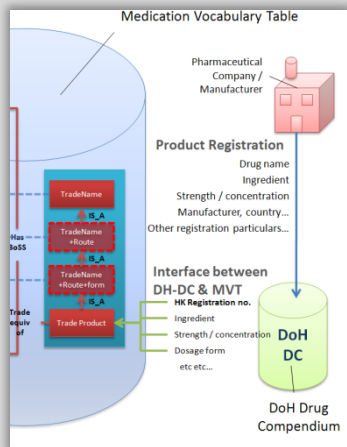 Medication Vocabulary Table
Pharmaceutical
Company /
Manufacturer
Product Registration
Drug name
Ingredient
Strength / concentration
Manufacturer, country...
Other registration particulars...
TradeName
IS_A
TradeName
+Route
IS_A
TradeName
+Route+form
IS_A
Trade Product
Has
BoSS
Trade
equiv
of
Interface between
DH-DC & MVT
HK Registration no.
Ingredient
Strength / concentration
Dosage form
etc etc...
DoH
DC
DoH Drug
Compendium